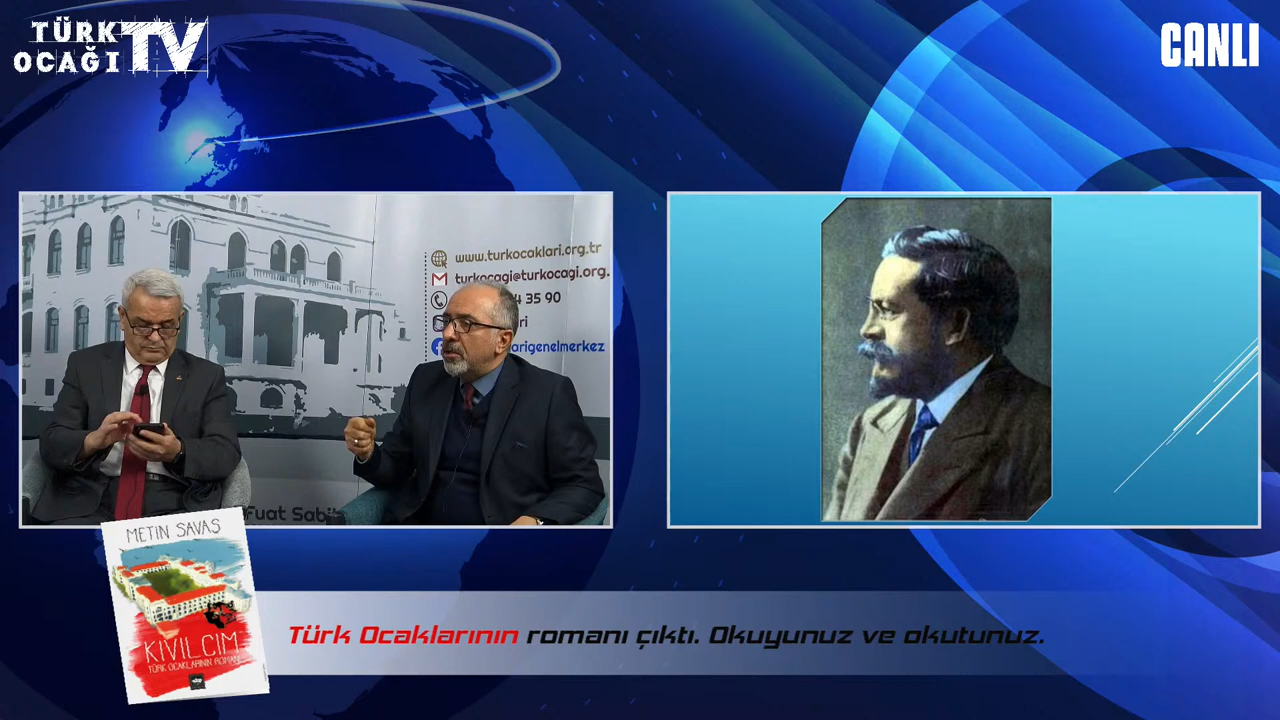 TÜRK
OCAĞI TV
CANLI
www.turkocaklari.org.tr
turkocagi@turkocagi.org.
4 35 90
arigenelmerkez
Fuat
METİN SAVAŞ
KIVILCIM
TÜRK OCAKLARININ ROMANI
Türk Ocaklarının romanı çıktı. Okuyunuz ve okutunuz.